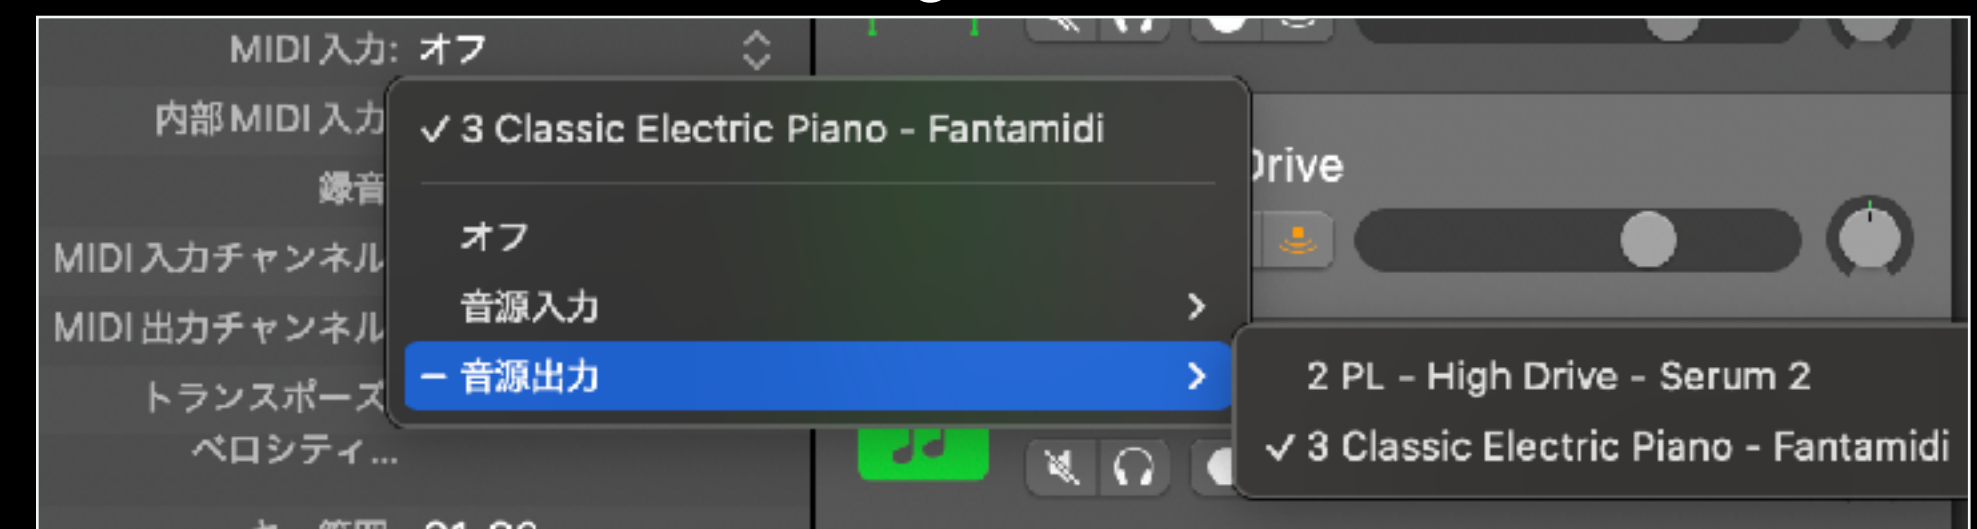 MIDI 入力: オフ
内部 MIDI 入力
✓ 3 Classic Electric Piano - Fantamidi
録音
オフ
Drive
MIDI 入力チャンネル
音源入力 >
MIDI 出力チャンネル
– 音源出力 >
2 PL - High Drive - Serum 2
トランスポーズ
ベロシティ...
✓ 3 Classic Electric Piano - Fantamidi